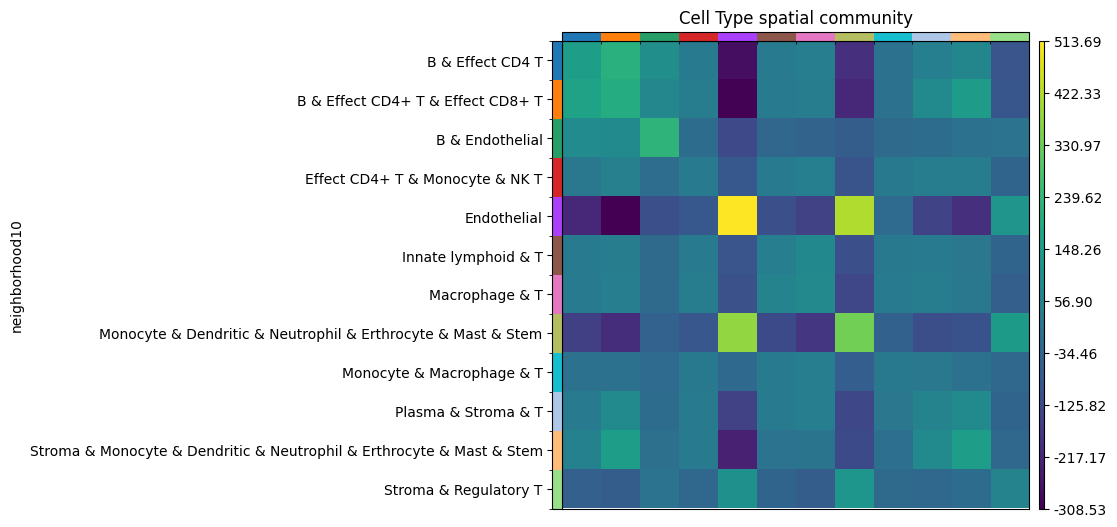 Cell Type spatial community
neighborhood10
B & Effect CD4 T
B & Effect CD4+ T & Effect CD8+ T
B & Endothelial
Effect CD4+ T & Monocyte & NK T
Endothelial
Innate lymphoid & T
Macrophage & T
Monocyte & Dendritic & Neutrophil & Erthrocyte & Mast & Stem
Monocyte & Macrophage & T
Plasma & Stroma & T
Stroma & Monocyte & Dendritic & Neutrophil & Erthrocyte & Mast & Stem
Stroma & Regulatory T
513.69
422.33
330.97
239.62
148.26
56.90
-34.46
-125.82
-217.17
-308.53